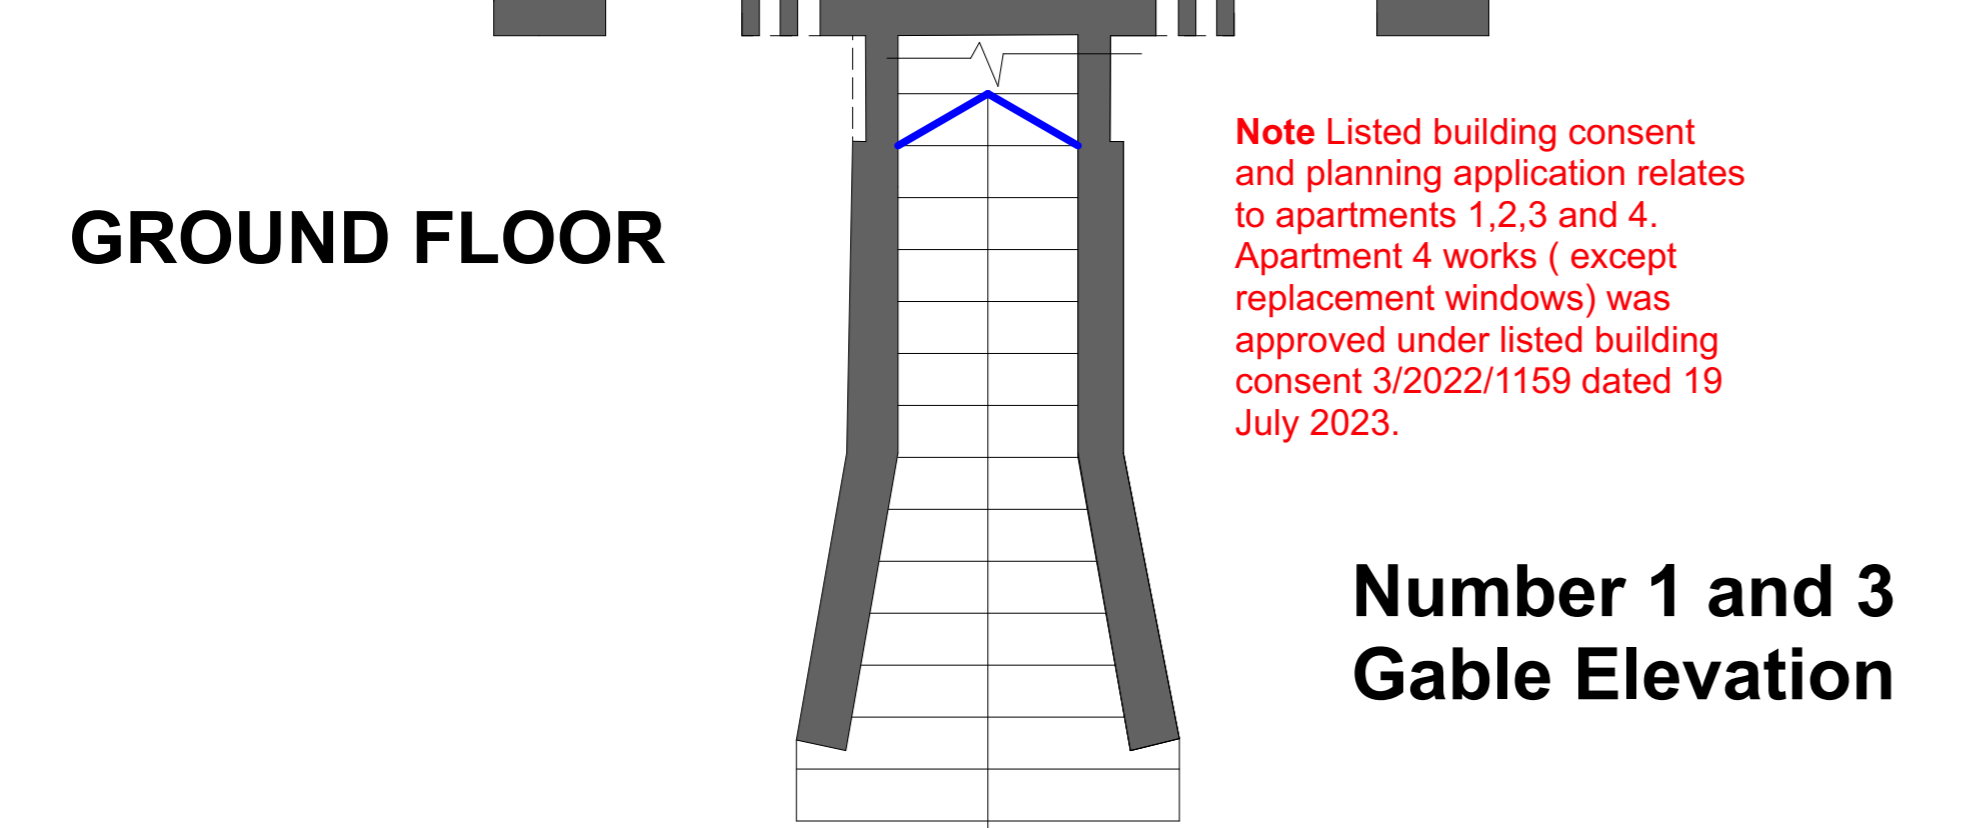 GROUND FLOOR
Note Listed building consent
and planning application relates
to apartments 1,2,3 and 4.
Apartment 4 works ( except
replacement windows) was
approved under listed building
consent 3/2022/1159 dated 19
July 2023.
Number 1 and 3
Gable Elevation